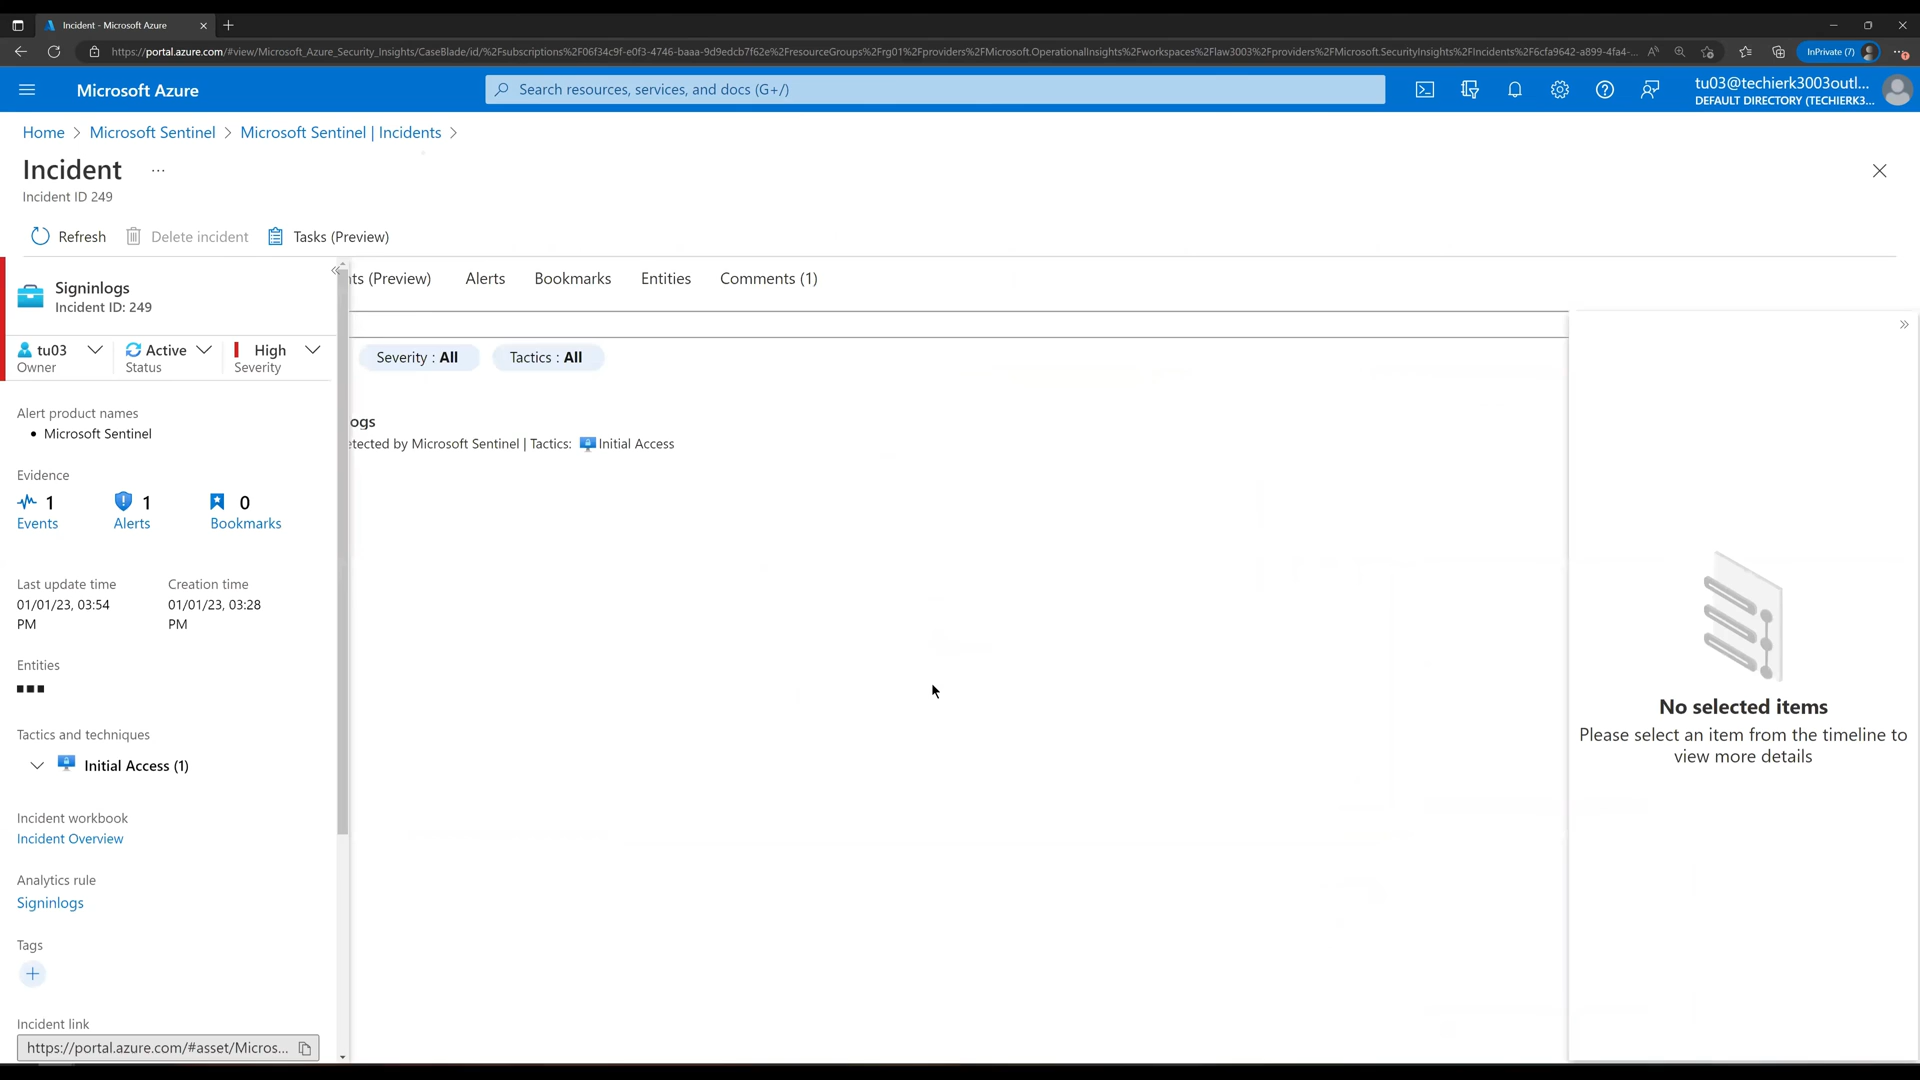 Incident - Microsoft Azure
https://portal.azure.com/#view/Microsoft_Azure_Security_Insights/CaseBlade/id/%2Fsubscriptions%2F06f34c9f-e0f3-4746-baaa-9d9edcb7f62e%2FresourceGroups%2Frg01%2Fproviders%2FMicrosoft.OperationalInsights%2Fworkspaces%2Flaw3003%2Fproviders%2FMicrosoft.SecurityInsights%2FIncidents%2F6cfa9642-a899-4fa4-...
InPrivate (7)
Microsoft Azure
Search resources, services, and docs (G+/)
tu03@techierk3003outl...
DEFAULT DIRECTORY (TECHIERK3...
Home > Microsoft Sentinel > Microsoft Sentinel | Incidents >
Incident ...
Incident ID 249
Refresh Delete incident Tasks (Preview)
Signinlogs
Incident ID: 249
nts (Preview) Alerts Bookmarks Entities Comments (1)
tu03 Active High
Owner Status Severity
Severity : All Tactics : All
Alert product names
• Microsoft Sentinel
ogs
etected by Microsoft Sentinel | Tactics: Initial Access
Evidence
1 1 0
Events Alerts Bookmarks
Last update time Creation time
01/01/23, 03:54 01/01/23, 03:28
PM PM
Entities
Tactics and techniques
Initial Access (1)
Incident workbook
Incident Overview
Analytics rule
Signinlogs
Tags
Incident link
https://portal.azure.com/#asset/Micros...
No selected items
Please select an item from the timeline to
view more details